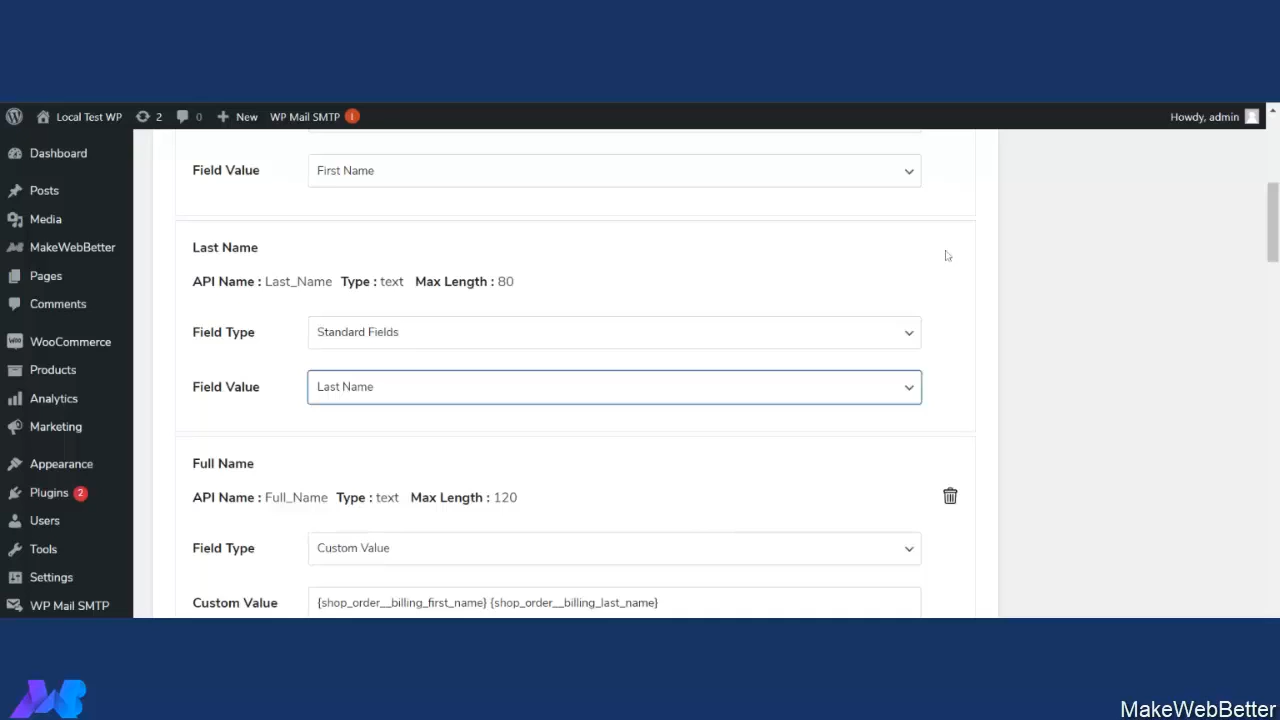 Local Test WP 2 0 New WP Mail SMTP ! Howdy, admin
Dashboard
Posts
Media
MakeWebBetter
Pages
Comments
WooCommerce
Products
Analytics
Marketing
Appearance
Plugins 2
Users
Tools
Settings
WP Mail SMTP
Field Value First Name
Last Name
API Name : Last_Name Type : text Max Length : 80
Field Type Standard Fields
Field Value Last Name
Full Name
API Name : Full_Name Type : text Max Length : 120
Field Type Custom Value
Custom Value {shop_order__billing_first_name} {shop_order__billing_last_name}
MakeWebBetter